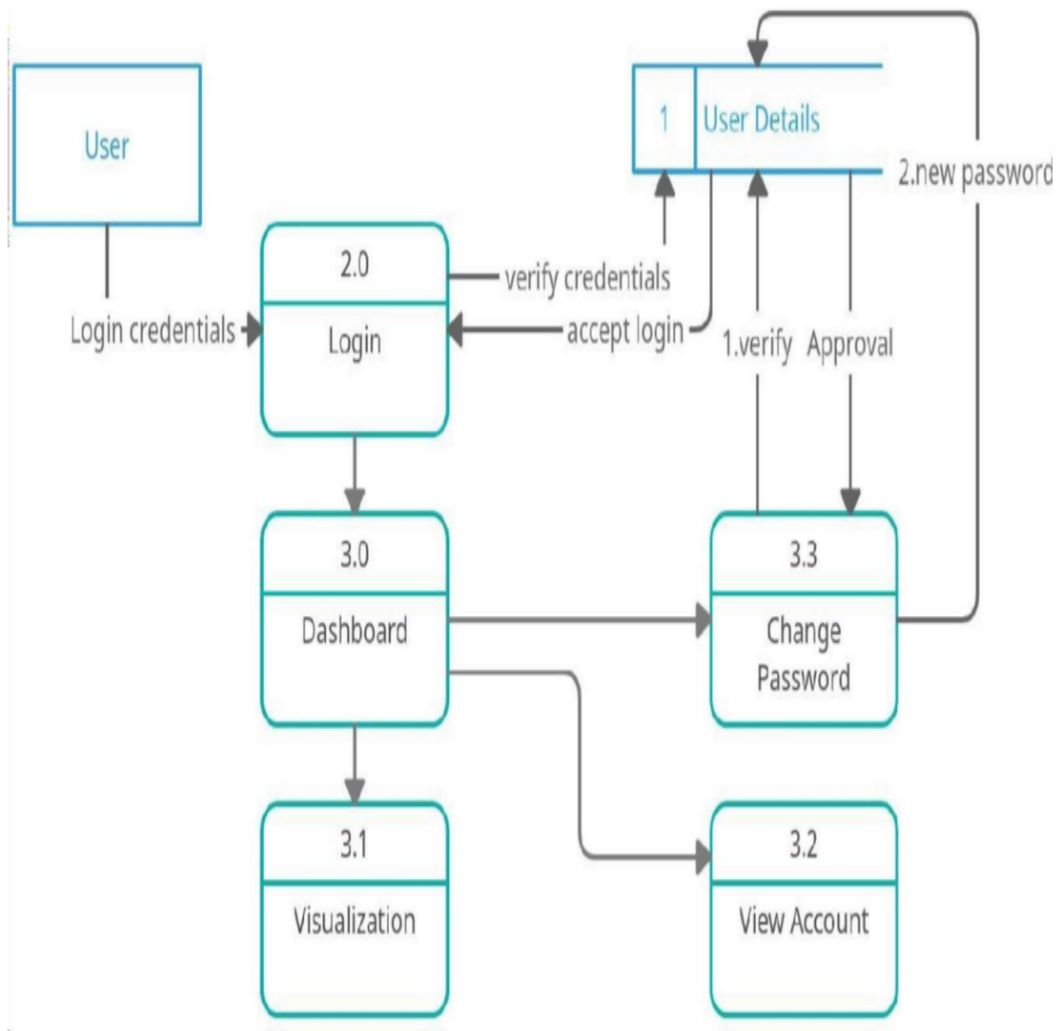 User
1
User Details
2.new password
2.0
verify credentials
Login credentials
Login
accept login
1.verify
Approval
3.0
3.3
Dashboard
Change
Password
3.1
3.2
Visualization
View Account